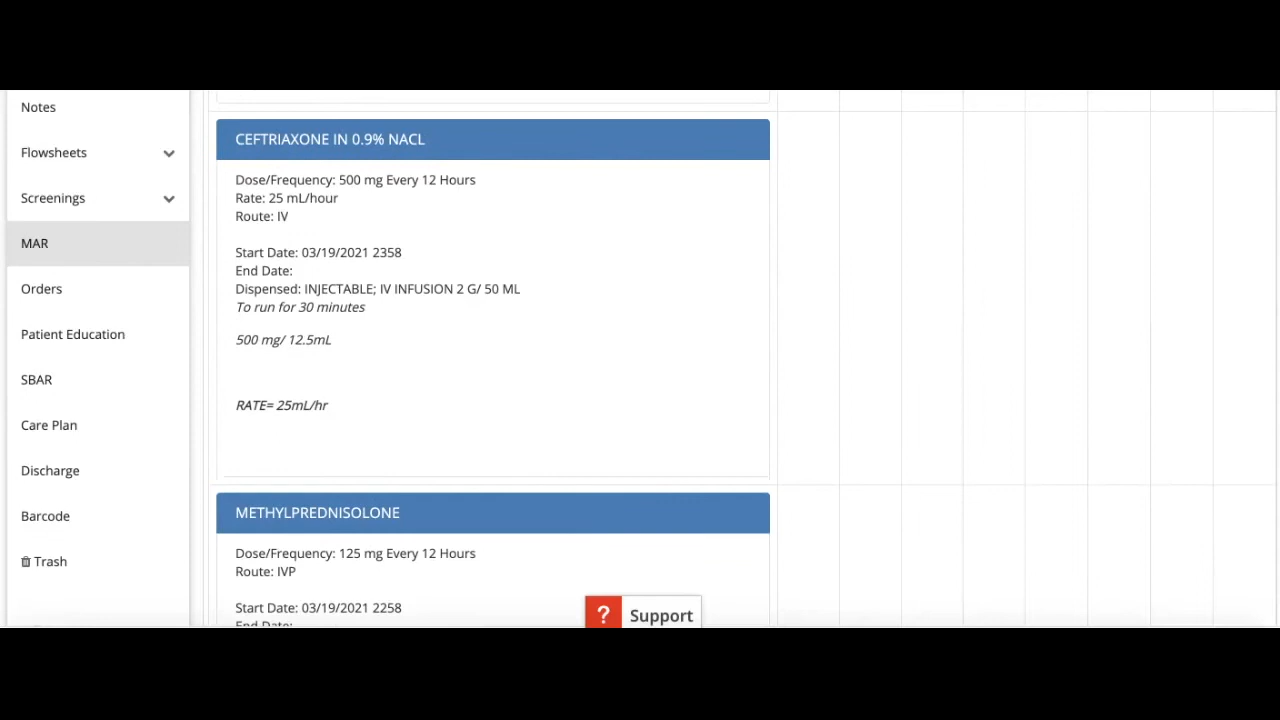 Notes
Flowsheets
Screenings
MAR
Orders
Patient Education
SBAR
Care Plan
Discharge
Barcode
Trash
CEFTRIAXONE IN 0.9% NACL
Dose/Frequency: 500 mg Every 12 Hours
Rate: 25 mL/hour
Route: IV
Start Date: 03/19/2021 2358
End Date:
Dispensed: INJECTABLE; IV INFUSION 2 G/ 50 ML
To run for 30 minutes
500 mg/ 12.5mL
RATE= 25mL/hr
METHYLPREDNISOLONE
Dose/Frequency: 125 mg Every 12 Hours
Route: IVP
Start Date: 03/19/2021 2258
End Date:
? Support